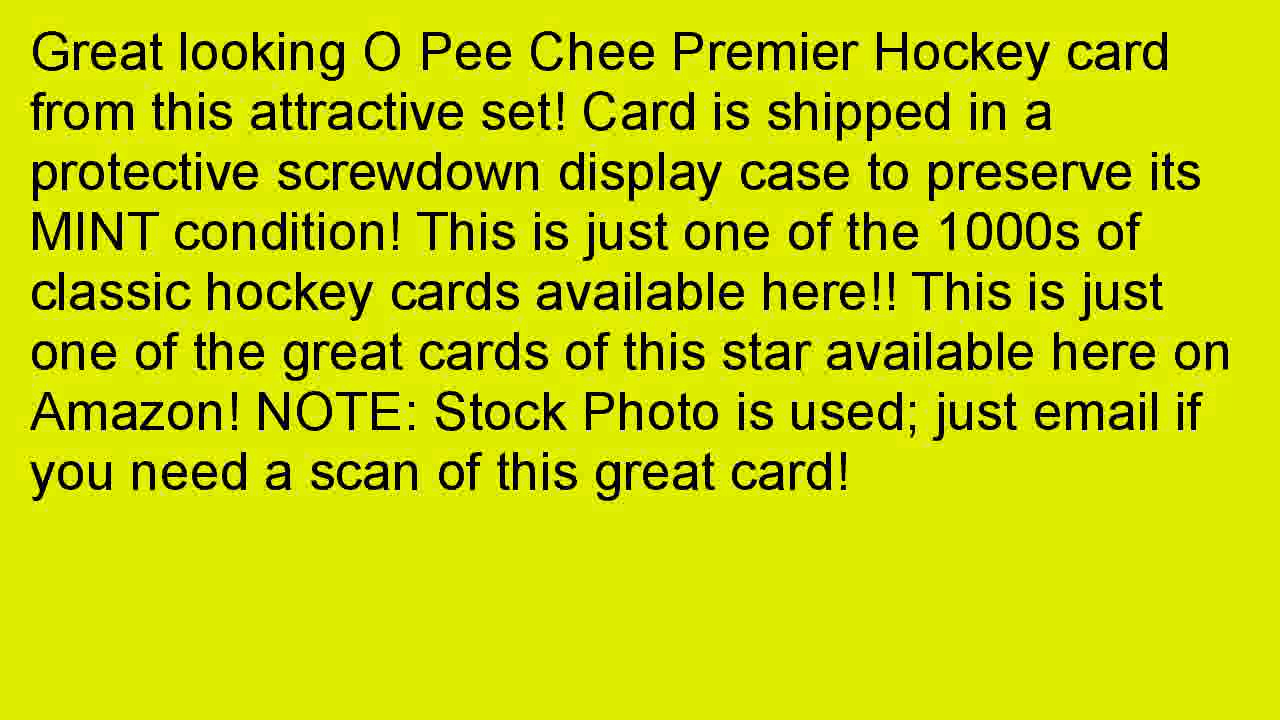 Great looking O Pee Chee Premier Hockey card
from this attractive set! Card is shipped in a
protective screwdown display case to preserve its
MINT condition! This is just one of the 1000s of
classic hockey cards available here!! This is just
one of the great cards of this star available here on
Amazon! NOTE: Stock Photo is used; just email if
you need a scan of this great card!